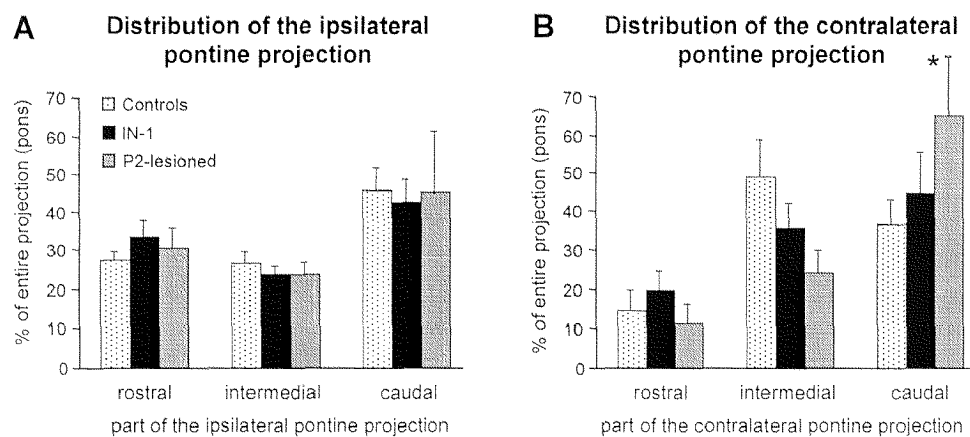 A
Distribution of the ipsilateral
pontine projection
% of entire projection (pons)
70
60
50
40
30
20
10
0
Controls
IN-1
P2-lesioned
rostral intermedial caudal
part of the ipsilateral pontine projection
B
Distribution of the contralateral
pontine projection
*
% of entire projection (pons)
70
60
50
40
30
20
10
0
rostral intermedial caudal
part of the contralateral pontine projection